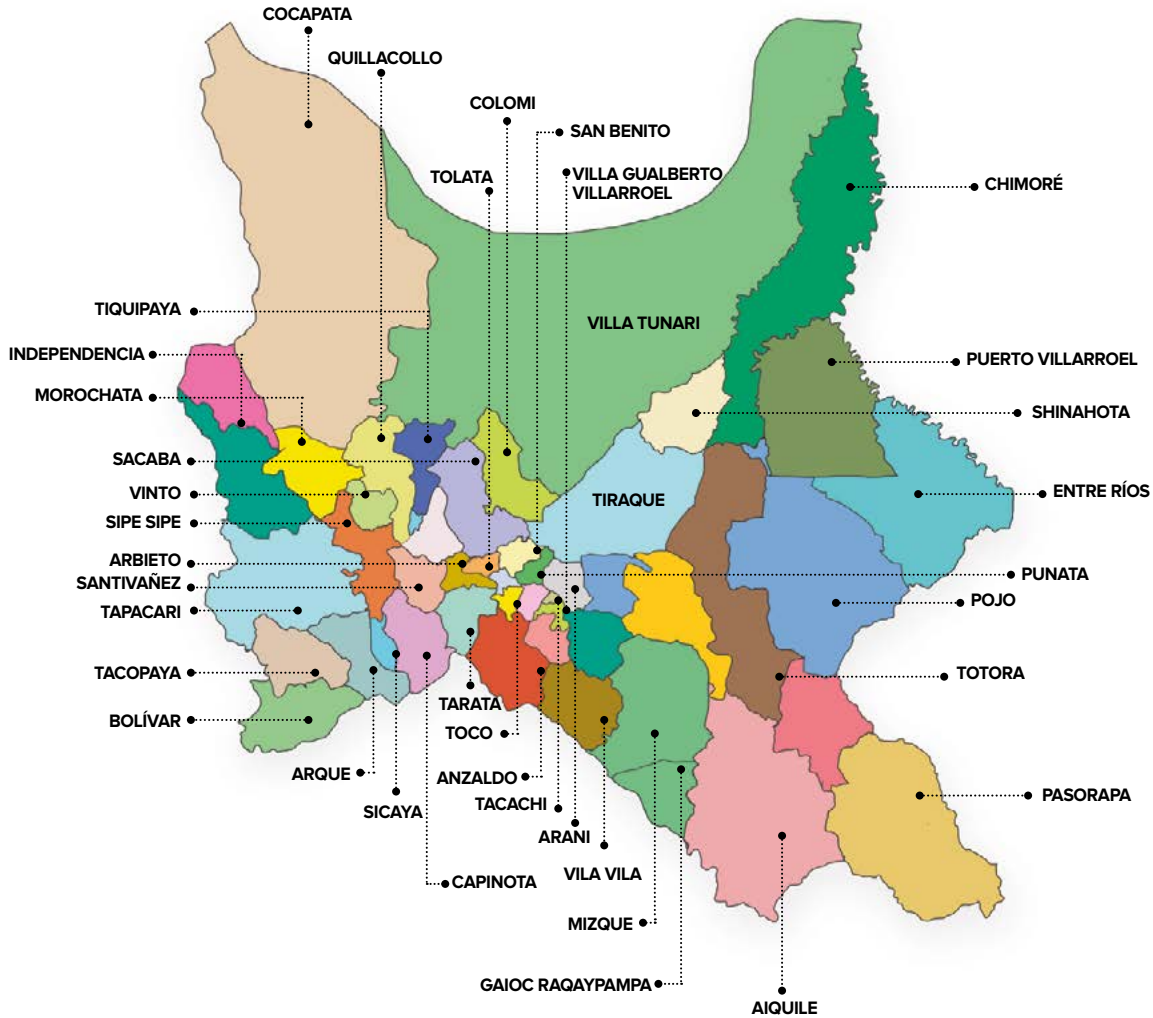 COCAPATA
QUILLACOLLO
COLOMI
SAN BENITO
TOLATA
VILLA GUALBERTO
VILLARROEL
CHIMORÉ
TIQUIPAYA
VILLA TUNARI
INDEPENDENCIA
PUERTO VILLARROEL
MOROCHATA
SHINAHOTA
SACABA
VINTO
TIRAQUE
ENTRE RÍOS
SIPE SIPE
ARBIETO
PUNATA
SANTIVAÑEZ
TAPACARI
POJO
TACOPAYA
TOTORA
TARATA
BOLÍVAR
TOCO
ARQUE
ANZALDO
PASORAPA
TACACHI
SICAYA
ARANI
VILA VILA
CAPINOTA
MIZQUE
GAIOC RAQAYPAMPA
AIQUILE